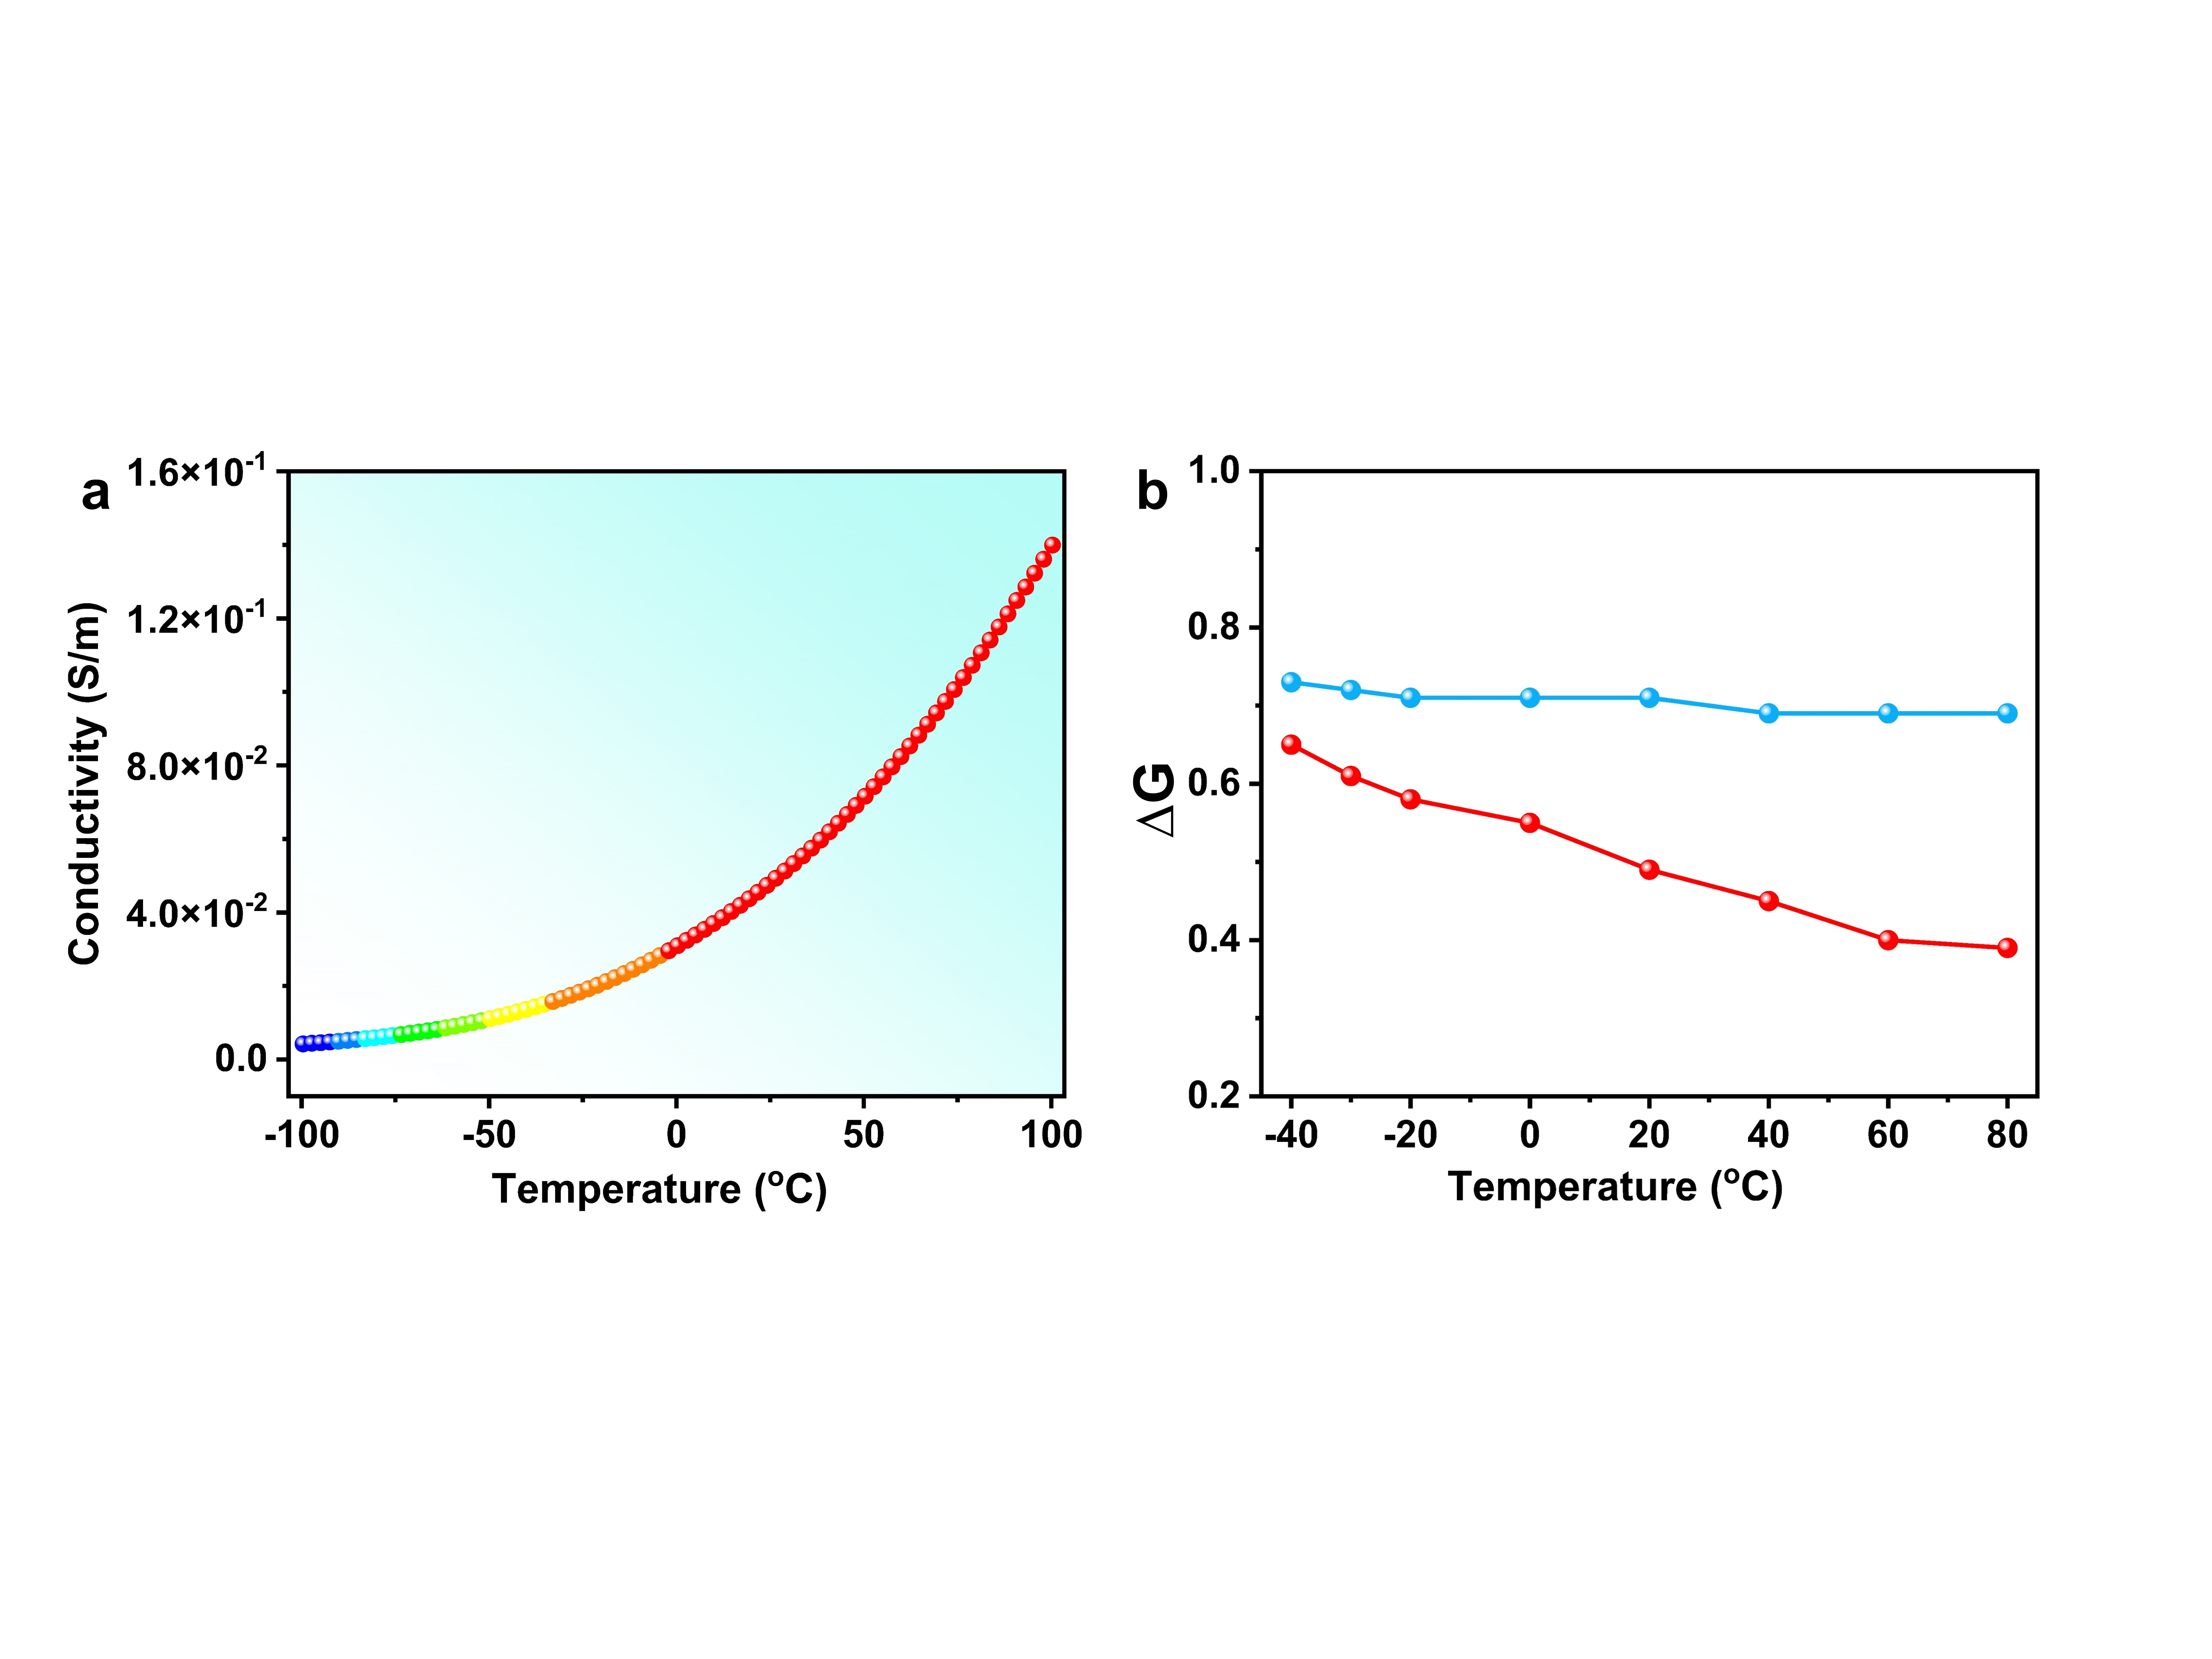 a
Conductivity (S/m)
1.6×10⁻¹
1.2×10⁻¹
8.0×10⁻²
4.0×10⁻²
0.0
-100 -50 0 50 100
Temperature (ºC)
b
△G
1.0
0.8
0.6
0.4
0.2
-40 -20 0 20 40 60 80
Temperature (ºC)